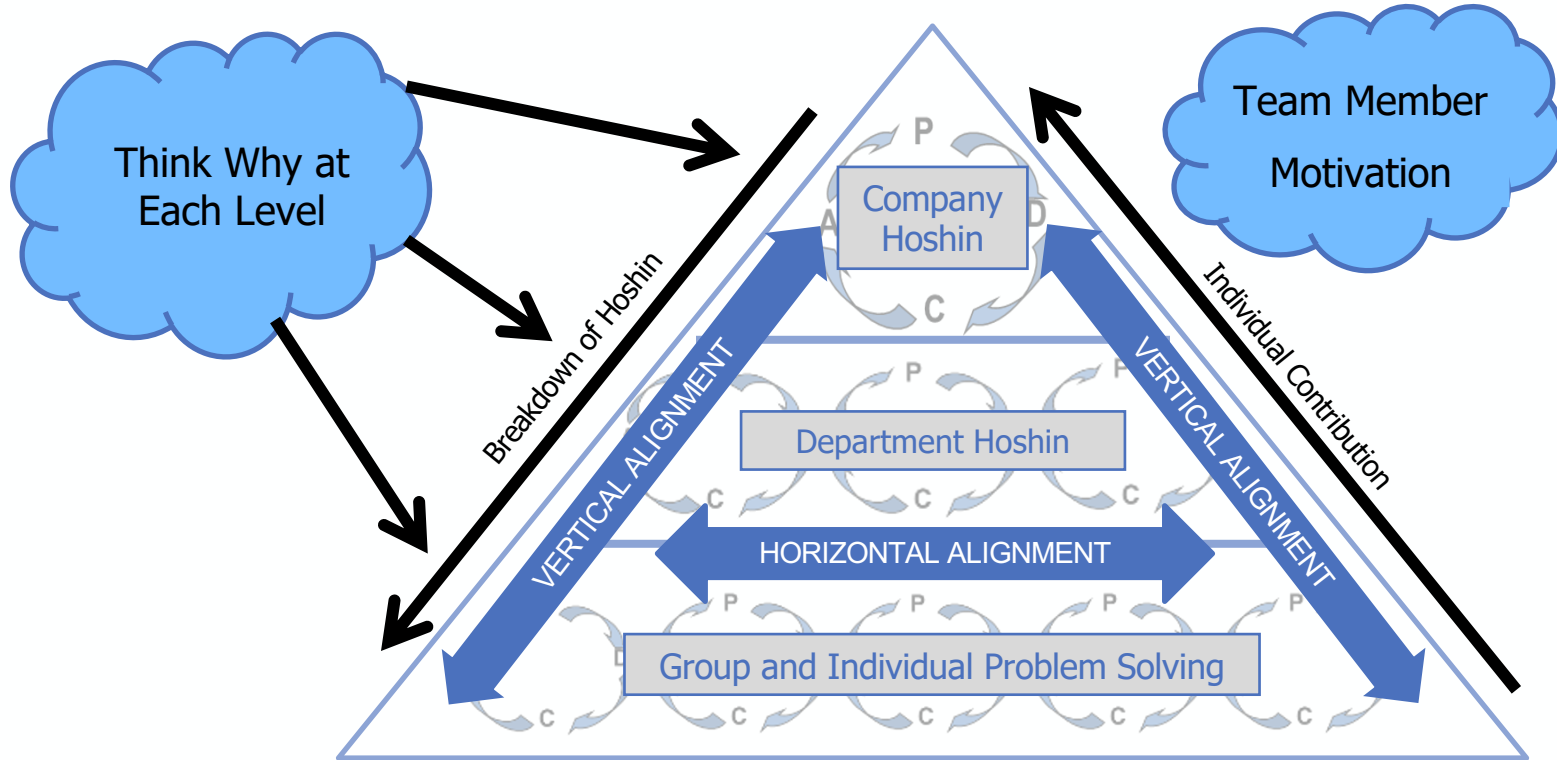 Think Why at
Each Level
Team Member
Motivation
Breakdown of Hoshin
Individual Contribution
VERTICAL ALIGNMENT
VERTICAL ALIGNMENT
P
A
D
C
Company
Hoshin
P
P
Department Hoshin
C
C
C
HORIZONTAL ALIGNMENT
P
P
P
P
D
Group and Individual Problem Solving
C
C
C
C
C